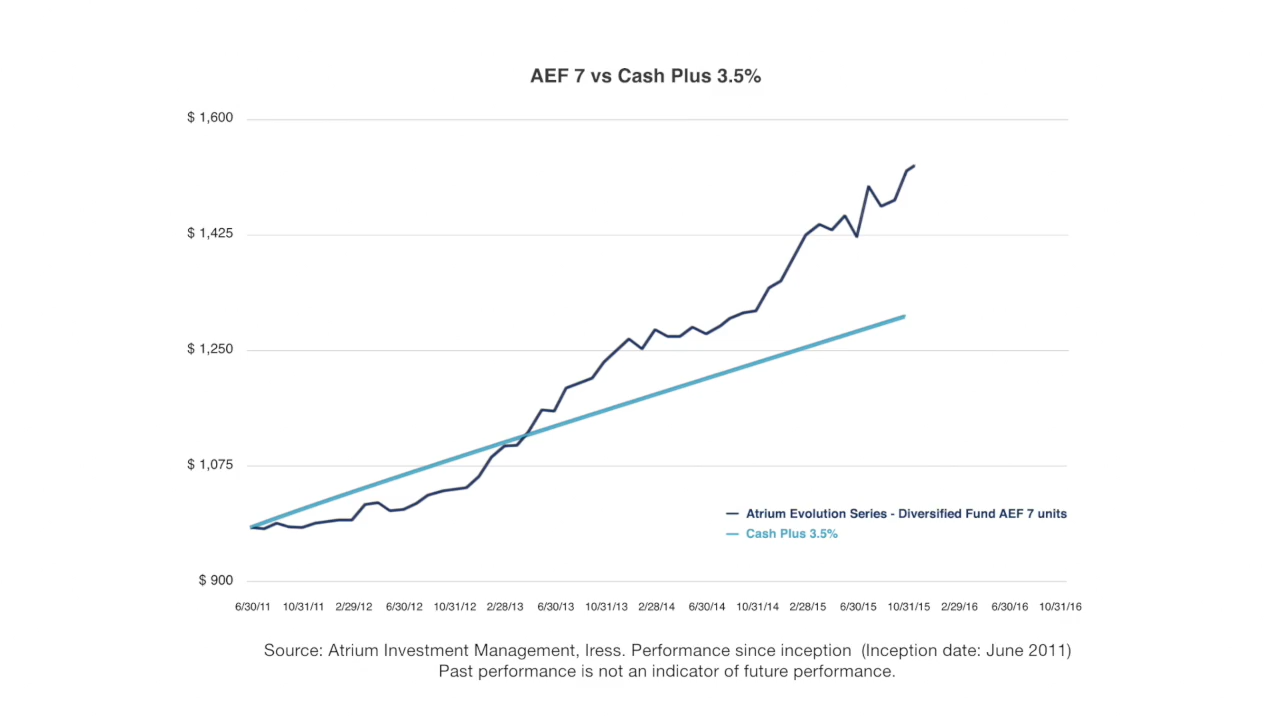 AEF 7 vs Cash Plus 3.5%
$ 1,600
$ 1,425
$ 1,250
$ 1,075
$ 900
Atrium Evolution Series - Diversified Fund AEF 7 units
Cash Plus 3.5%
6/30/11 10/31/11 2/29/12 6/30/12 10/31/12 2/28/13 6/30/13 10/31/13 2/28/14 6/30/14 10/31/14 2/28/15 6/30/15 10/31/15 2/29/16 6/30/16 10/31/16
Source: Atrium Investment Management, Iress. Performance since inception (Inception date: June 2011)
Past performance is not an indicator of future performance.